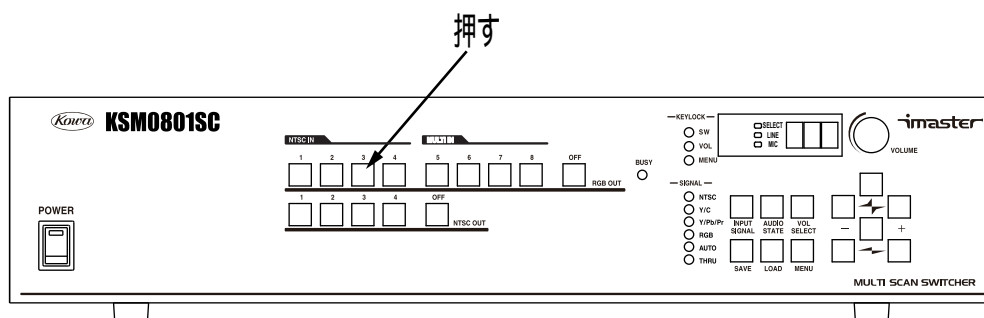 押す
Kowa KSM0801SC
NTSC IN MULTI IN
1 2 3 4 5 6 7 8 OFF
RGB OUT
1 2 3 4 OFF
NTSC OUT
POWER
BUSY
KEYLOCK
SW
VOL
MENU
SELECT
LINE
MIC
imaster
VOLUME
SIGNAL
NTSC
Y/C
Y/Pb/Pr
RGB
AUTO
THRU
INPUT SIGNAL
AUDIO STATE
VOL SELECT
SAVE LOAD MENU
− +
MULTI SCAN SWITCHER